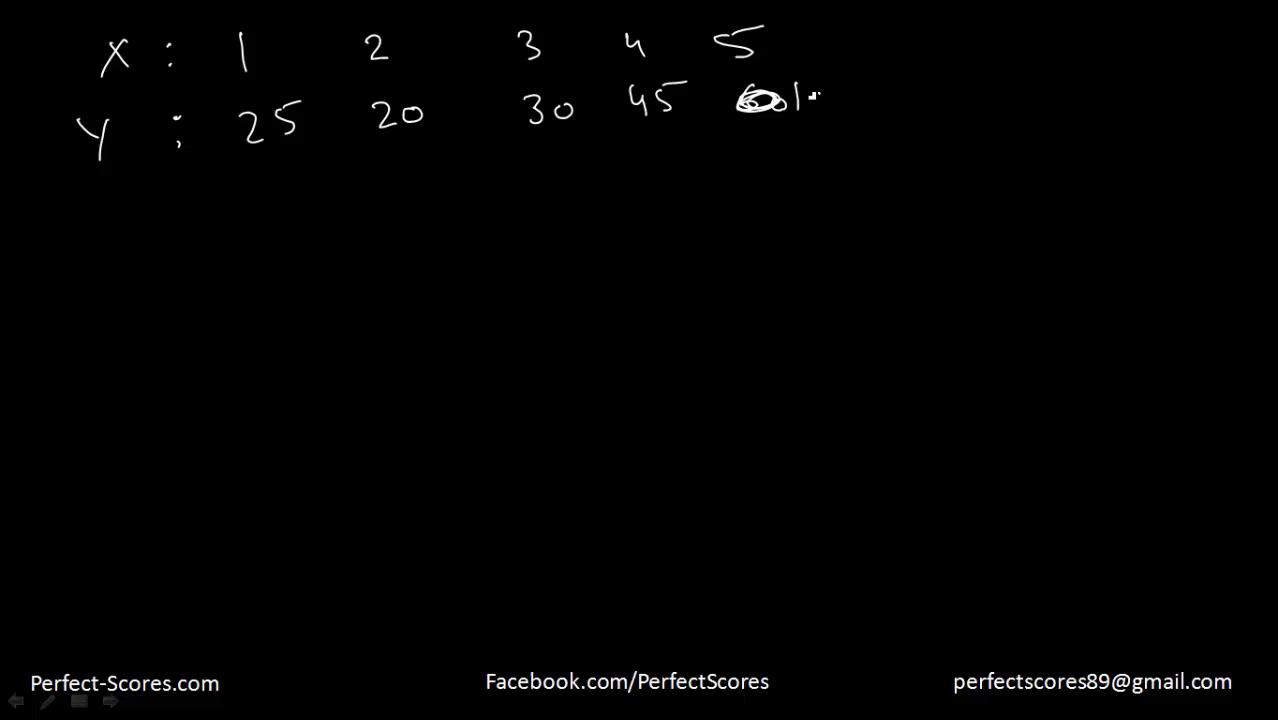 X : 1 2 3 4 5
Y : 25 20 30 45
Perfect-Scores.com Facebook.com/PerfectScores perfectscores89@gmail.com